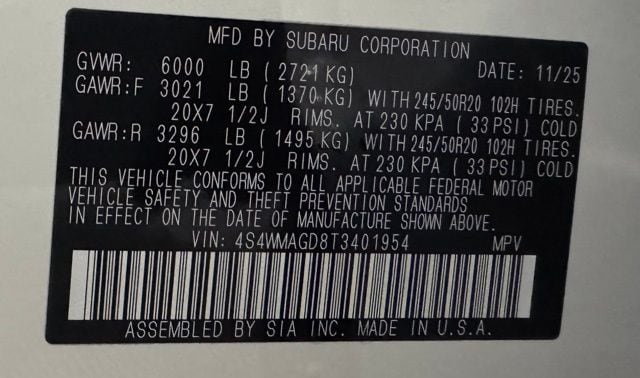 MFD BY SUBARU CORPORATION
GVWR: 6000 LB ( 2721 KG) DATE: 11/25
GAWR:F 3021 LB ( 1370 KG) WITH 245/50R20 102H TIRES.
20X7 1/2J RIMS. AT 230 KPA ( 33 PSI) COLD
GAWR:R 3296 LB ( 1495 KG) WITH 245/50R20 102H TIRES.
20X7 1/2J RIMS. AT 230 KPA ( 33 PSI) COLD
THIS VEHICLE CONFORMS TO ALL APPLICABLE FEDERAL MOTOR
VEHICLE SAFETY AND THEFT PREVENTION STANDARDS
IN EFFECT ON THE DATE OF MANUFACTURE SHOWN ABOVE.
VIN: 4S4WMAGD8T3401954 MPV
ASSEMBLED BY SIA INC. MADE IN U.S.A.